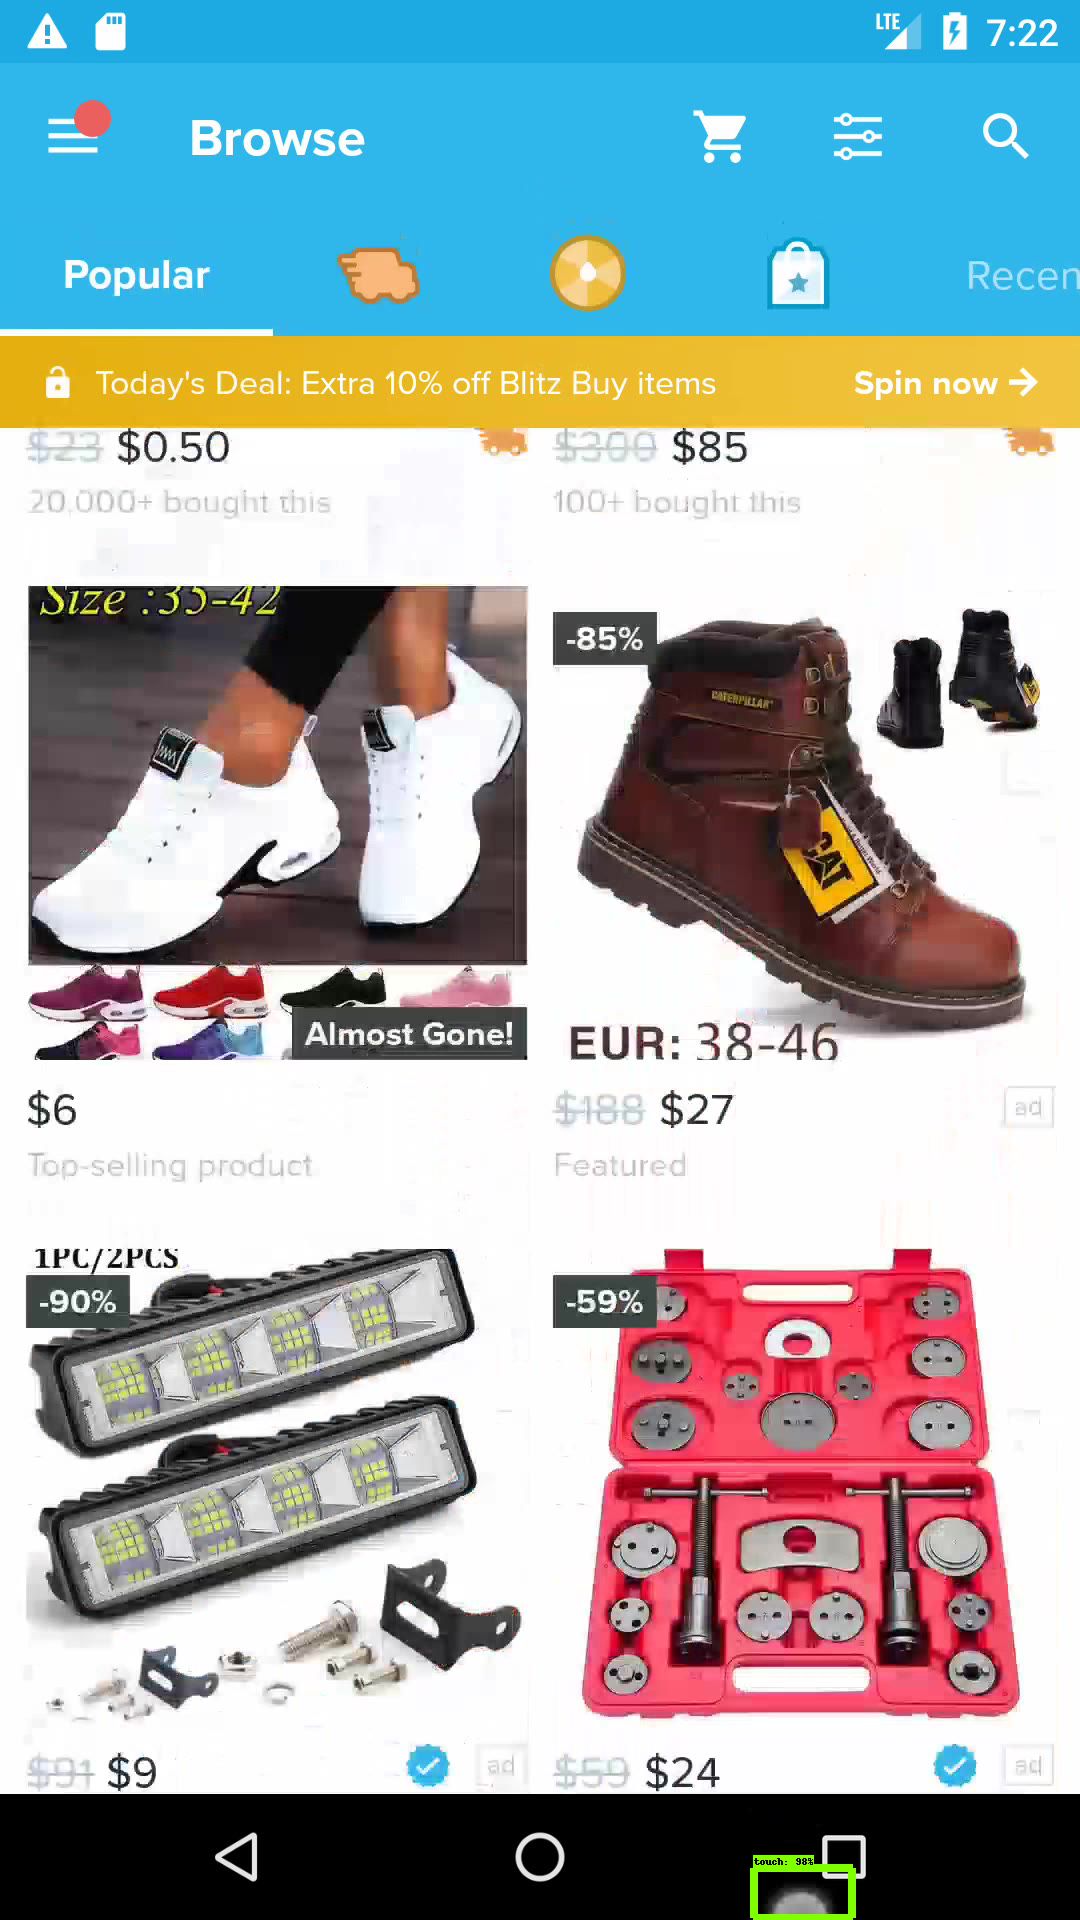 LTE 7:22
Browse
Popular Recen
Today's Deal: Extra 10% off Blitz Buy items Spin now
$23 $0.50
$300 $85
20,000+ bought this
100+ bought this
Size :35-42
-85%
CATERPILLAR
CAT
Almost Gone!
EUR: 38-46
$6
$188 $27 ad
Top-selling product
Featured
1PC/2PCS
-90%
-59%
$91 $9 ad
$59 $24 ad
touch: 98%